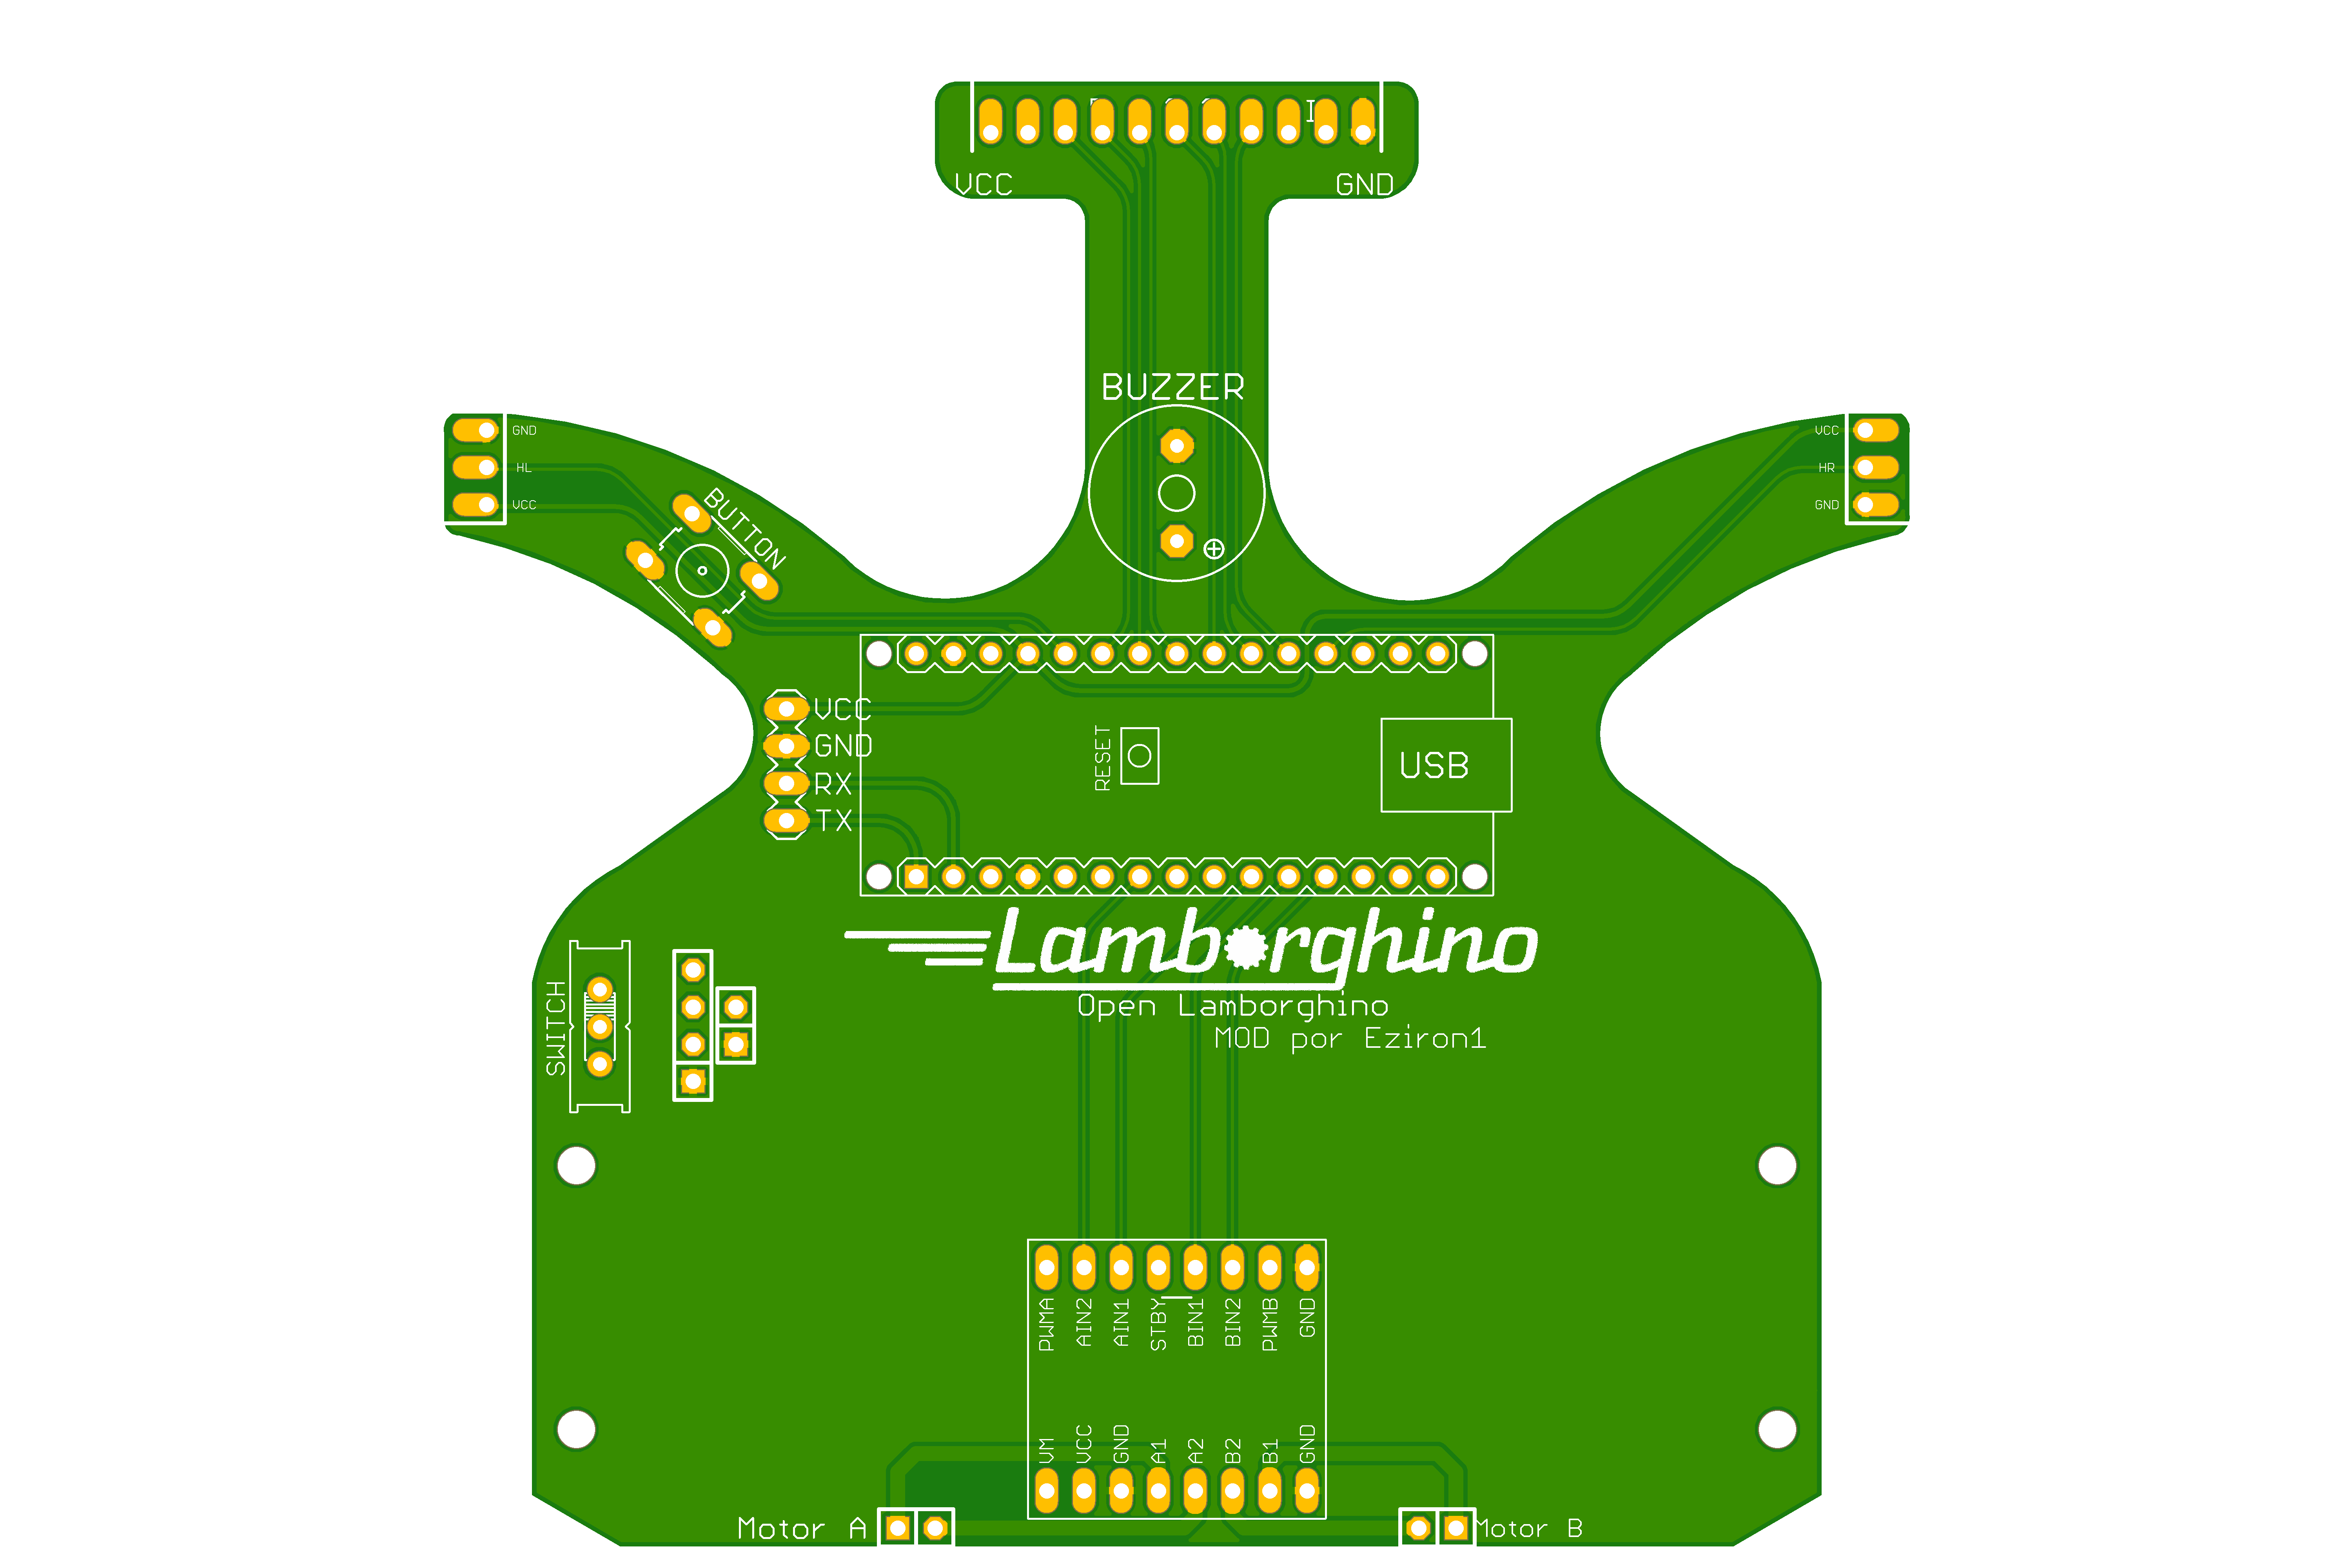 I
VCC GND
BUZZER
GND
HL
VCC
VCC
HR
GND
BUTTON
VCC
GND
RX
TX
RESET
USB
Lamborghino
Open Lamborghino
MOD por Eziron1
SWITCH
PWMA AIN2 AIN1 STBY BIN1 BIN2 PWMB GND
VM VCC GND A1 A2 B2 B1 GND
Motor A Motor B